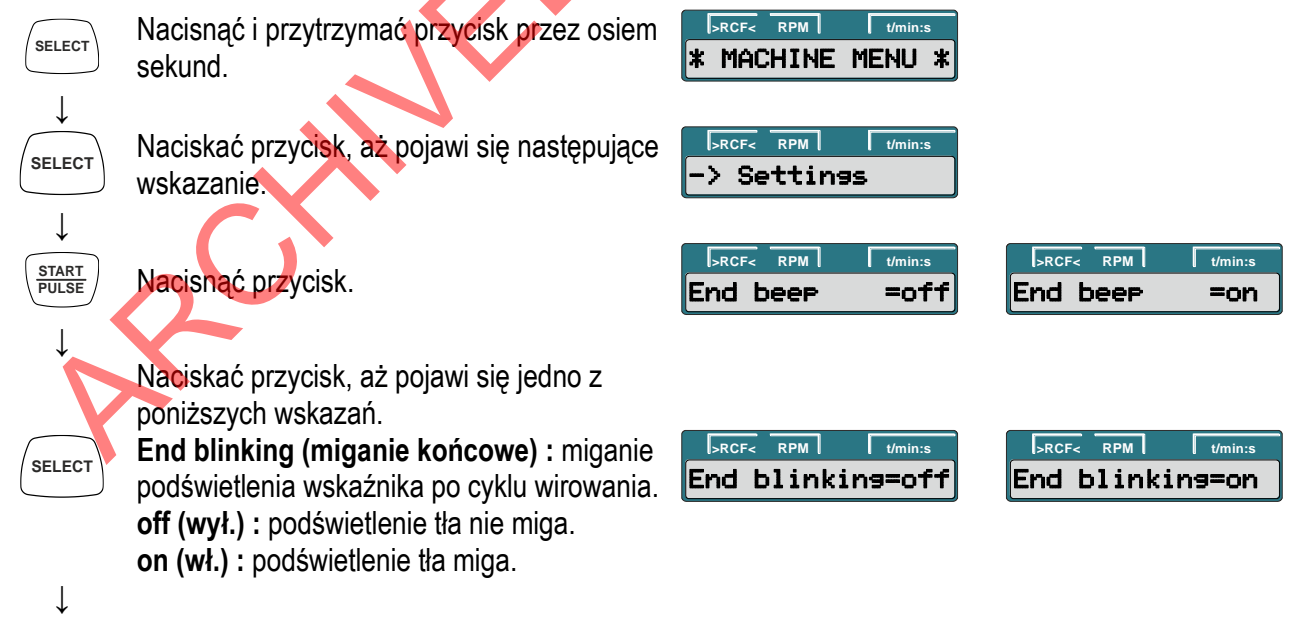 SELECT
Nacisnąć i przytrzymać przycisk przez osiem
sekund.
>RCF< RPM t/min:s
* MACHINE MENU *
↓
SELECT
Naciskać przycisk, aż pojawi się następujące
wskazanie.
>RCF< RPM t/min:s
-> Settings
↓
START
PULSE
Nacisnąć przycisk.
>RCF< RPM t/min:s
End beep =off
>RCF< RPM t/min:s
End beep =on
↓
Naciskać przycisk, aż pojawi się jedno z
poniższych wskazań.
SELECT
End blinking (miganie końcowe) : miganie
podświetlenia wskaźnika po cyklu wirowania.
off (wył.) : podświetlenie tła nie miga.
on (wł.) : podświetlenie tła miga.
>RCF< RPM t/min:s
End blinking=off
>RCF< RPM t/min:s
End blinking=on
↓
ARCHIVE